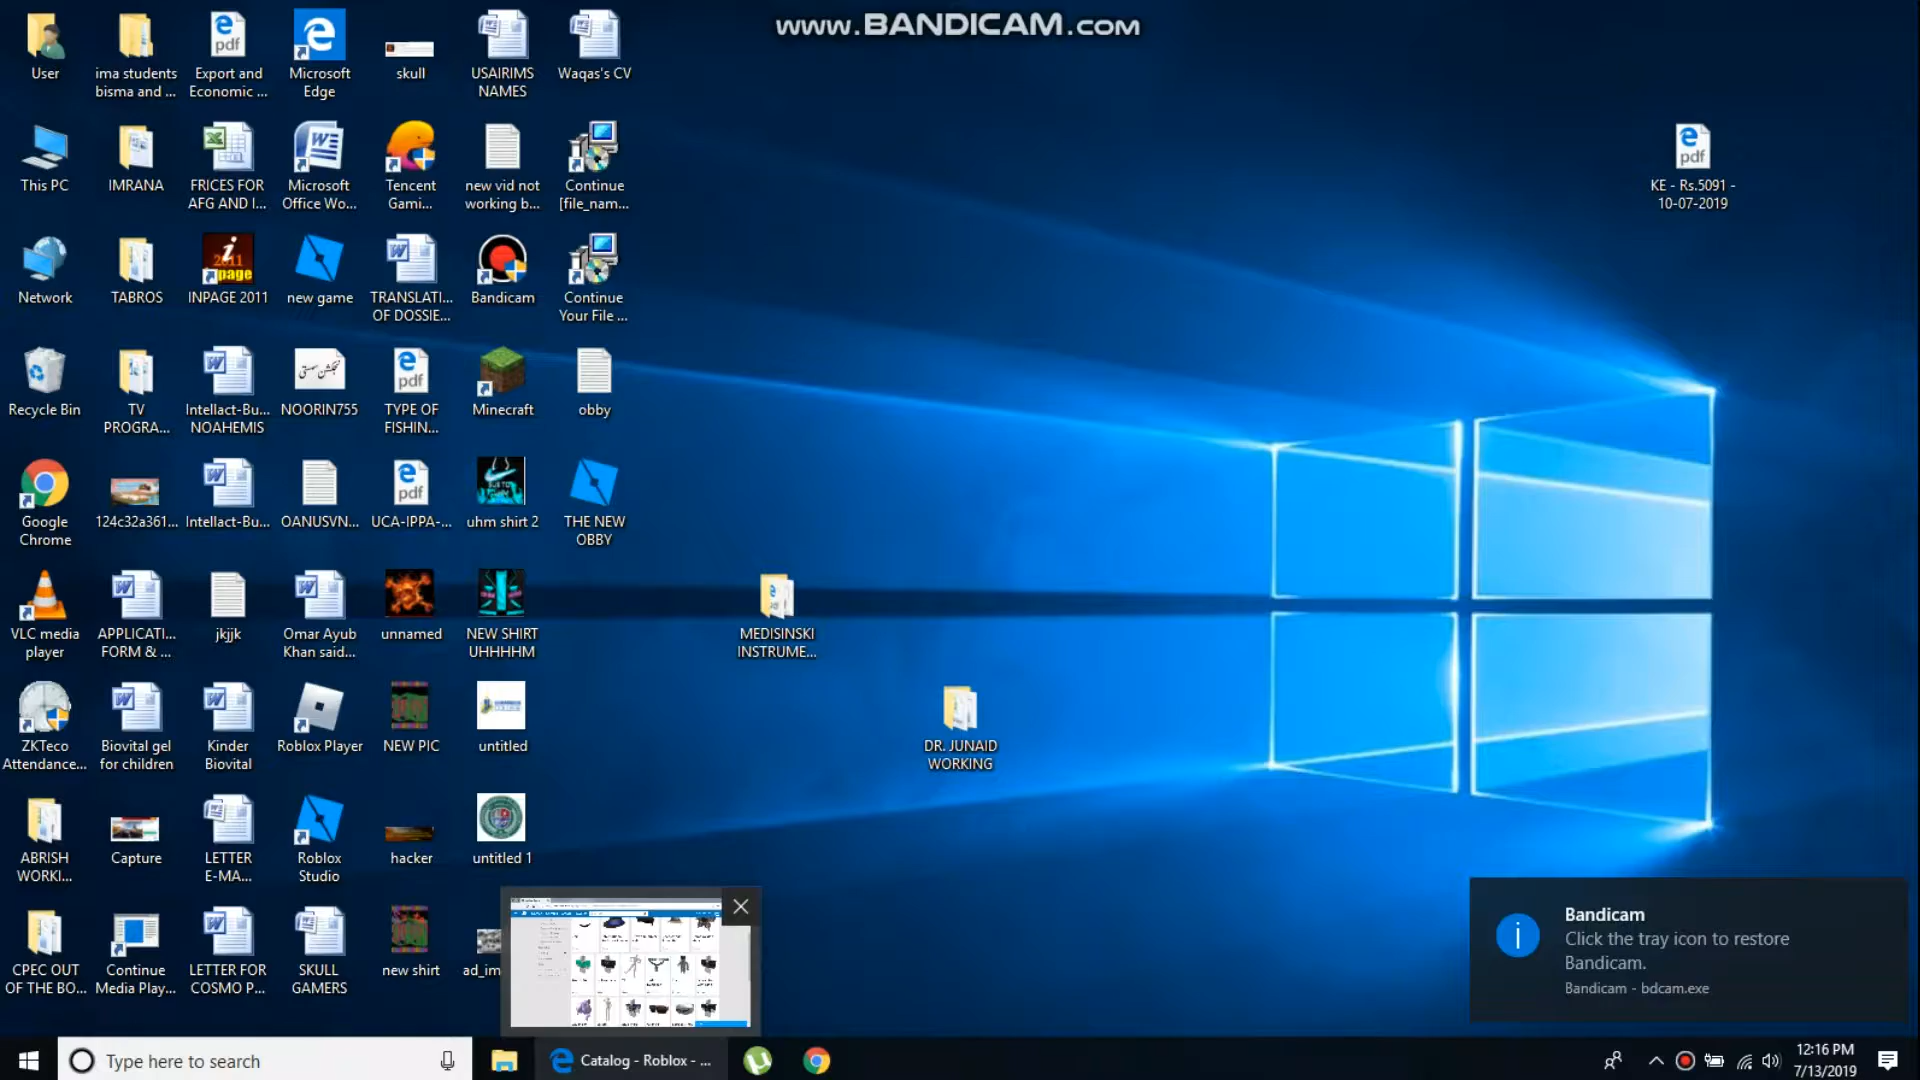 www.BANDICAM.com
User
ima students
bisma and ...
Export and
Economic ...
Microsoft
Edge
skull
USAIRIMS
NAMES
Waqas's CV
This PC
IMRANA
FRICES FOR
AFG AND I...
Microsoft
Office Wo...
Tencent
Gami...
new vid not
working b...
Continue
[file_nam...
KE - Rs.5091 -
10-07-2019
Network
TABROS
INPAGE 2011
new game
TRANSLATI...
OF DOSSIE...
Bandicam
Continue
Your File ...
Recycle Bin
TV
PROGRA...
Intellact-Bu...
NOAHEMIS
NOORIN755
TYPE OF
FISHIN...
Minecraft
obby
Google
Chrome
124c32a361...
Intellact-Bu...
OANUSVN...
UCA-IPPA-...
uhm shirt 2
THE NEW
OBBY
VLC media
player
APPLICATI...
FORM & ...
jkjjk
Omar Ayub
Khan said...
unnamed
NEW SHIRT
UHHHHM
MEDISINSKI
INSTRUME...
ZKTeco
Attendance...
Biovital gel
for children
Kinder
Biovital
Roblox Player
NEW PIC
untitled
DR. JUNAID
WORKING
ABRISH
WORKI...
Capture
LETTER
E-MA...
Roblox
Studio
hacker
untitled 1
CPEC OUT
OF THE BO...
Continue
Media Play...
LETTER FOR
COSMO P...
SKULL
GAMERS
new shirt
ad_im
Bandicam
Click the tray icon to restore
Bandicam.
Bandicam - bdcam.exe
Type here to search
Catalog - Roblox - ...
12:16 PM
7/13/2019